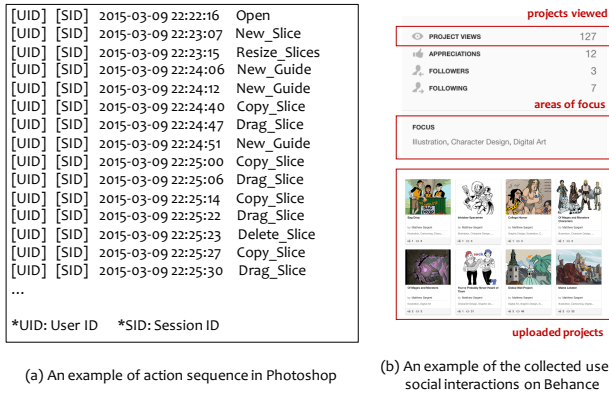 [UID] [SID] 2015-03-09 22:22:16 Open
[UID] [SID] 2015-03-09 22:23:07 New_Slice
[UID] [SID] 2015-03-09 22:23:15 Resize_Slices
[UID] [SID] 2015-03-09 22:24:06 New_Guide
[UID] [SID] 2015-03-09 22:24:12 New_Guide
[UID] [SID] 2015-03-09 22:24:40 Copy_Slice
[UID] [SID] 2015-03-09 22:24:47 Drag_Slice
[UID] [SID] 2015-03-09 22:24:51 New_Guide
[UID] [SID] 2015-03-09 22:25:00 Copy_Slice
[UID] [SID] 2015-03-09 22:25:06 Drag_Slice
[UID] [SID] 2015-03-09 22:25:14 Copy_Slice
[UID] [SID] 2015-03-09 22:25:22 Drag_Slice
[UID] [SID] 2015-03-09 22:25:23 Delete_Slice
[UID] [SID] 2015-03-09 22:25:27 Copy_Slice
[UID] [SID] 2015-03-09 22:25:30 Drag_Slice
...
*UID: User ID *SID: Session ID
(a) An example of action sequence in Photoshop
projects viewed
PROJECT VIEWS 127
APPRECIATIONS 12
FOLLOWERS 3
FOLLOWING 7
areas of focus
FOCUS
Illustration, Character Design, Digital Art
uploaded projects
(b) An example of the collected use
social interactions on Behance